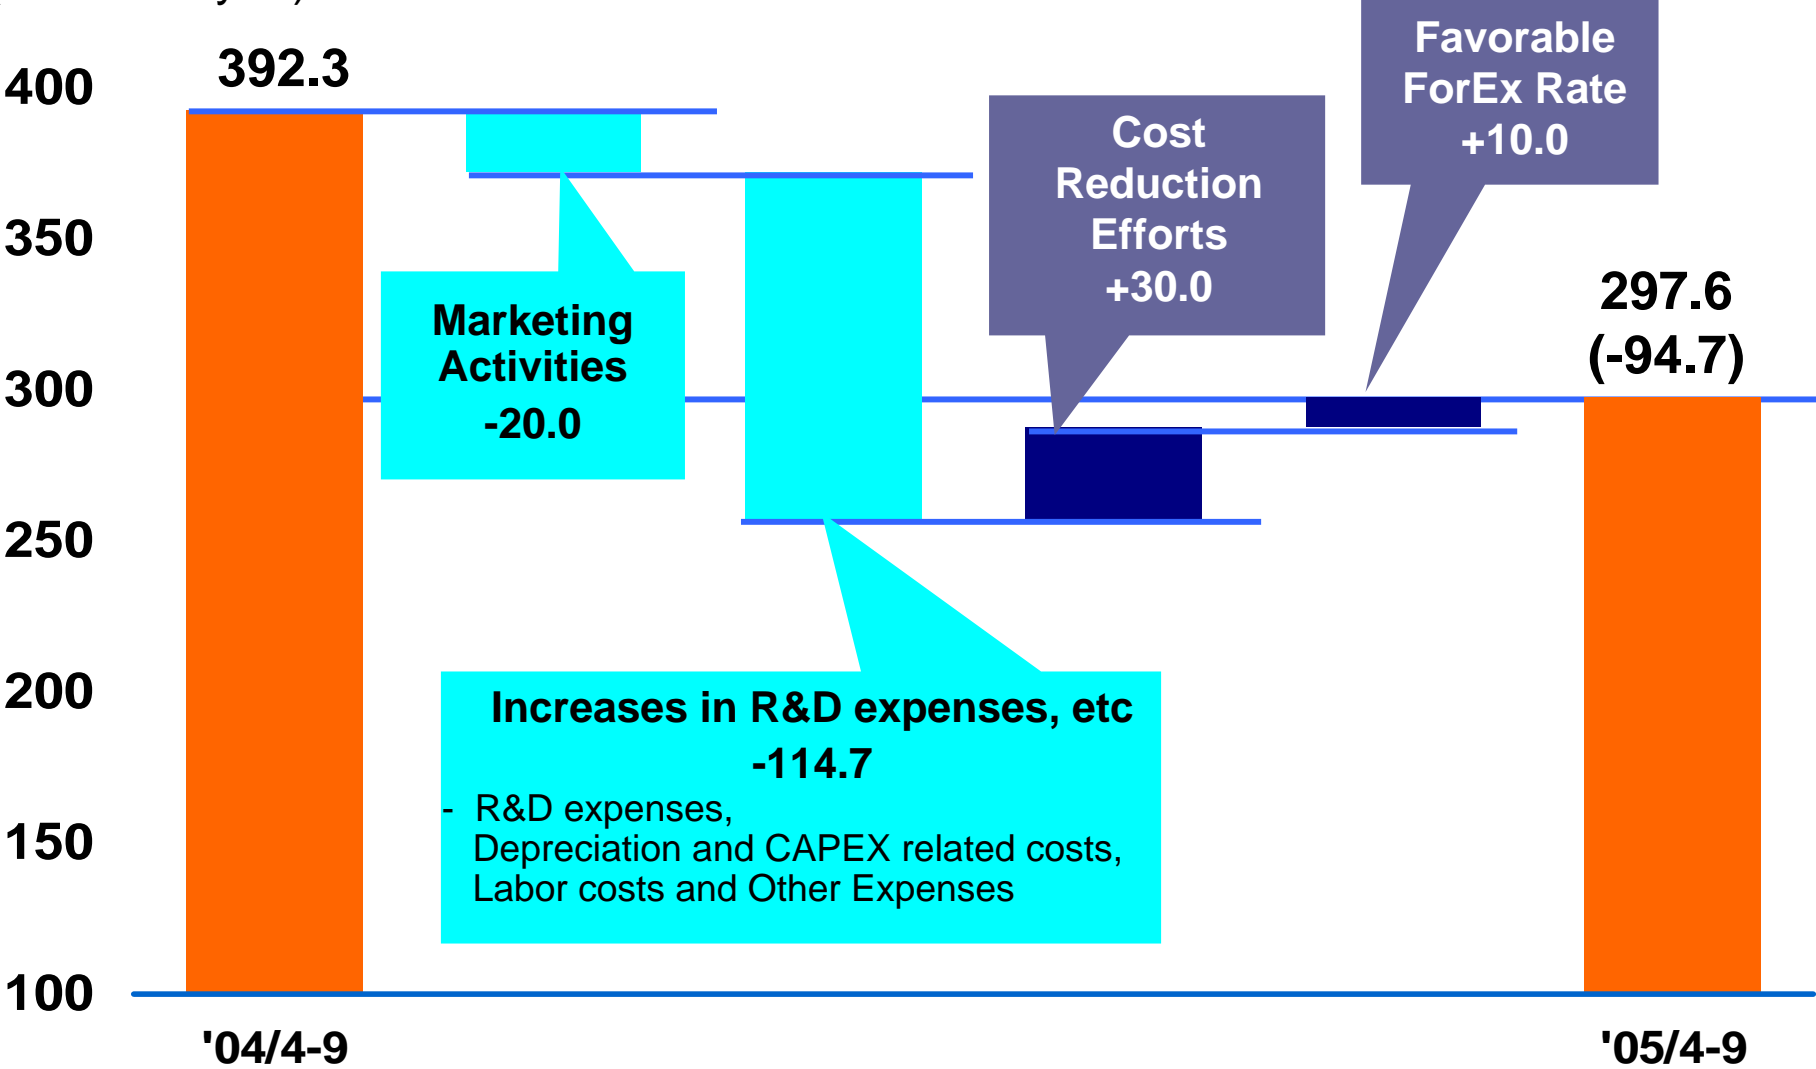 400
350
300
250
200
150
100
392.3
Marketing
Activities
-20.0
Increases in R&D expenses, etc
-114.7
- R&D expenses,
Depreciation and CAPEX related costs,
Labor costs and Other Expenses
Cost
Reduction
Efforts
+30.0
Favorable
ForEx Rate
+10.0
297.6
(-94.7)
'04/4-9
'05/4-9